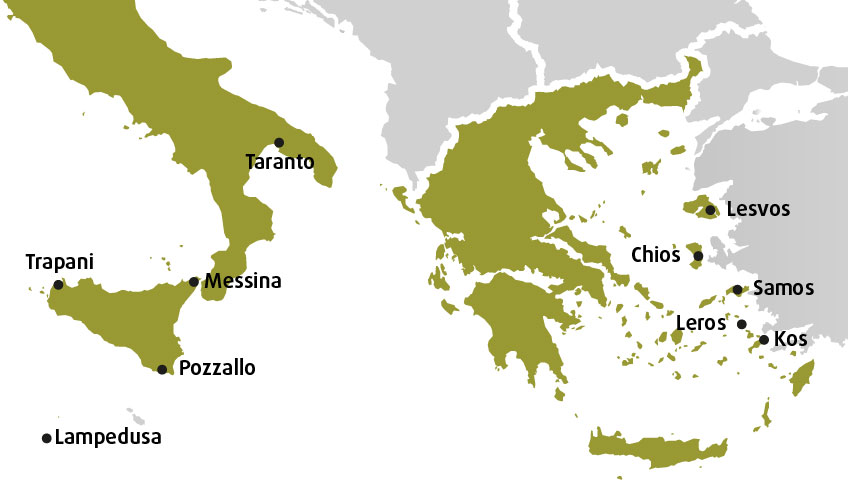 Taranto
Lesvos
Chios
Trapani
Messina
Samos
Leros
Kos
Pozzallo
Lampedusa